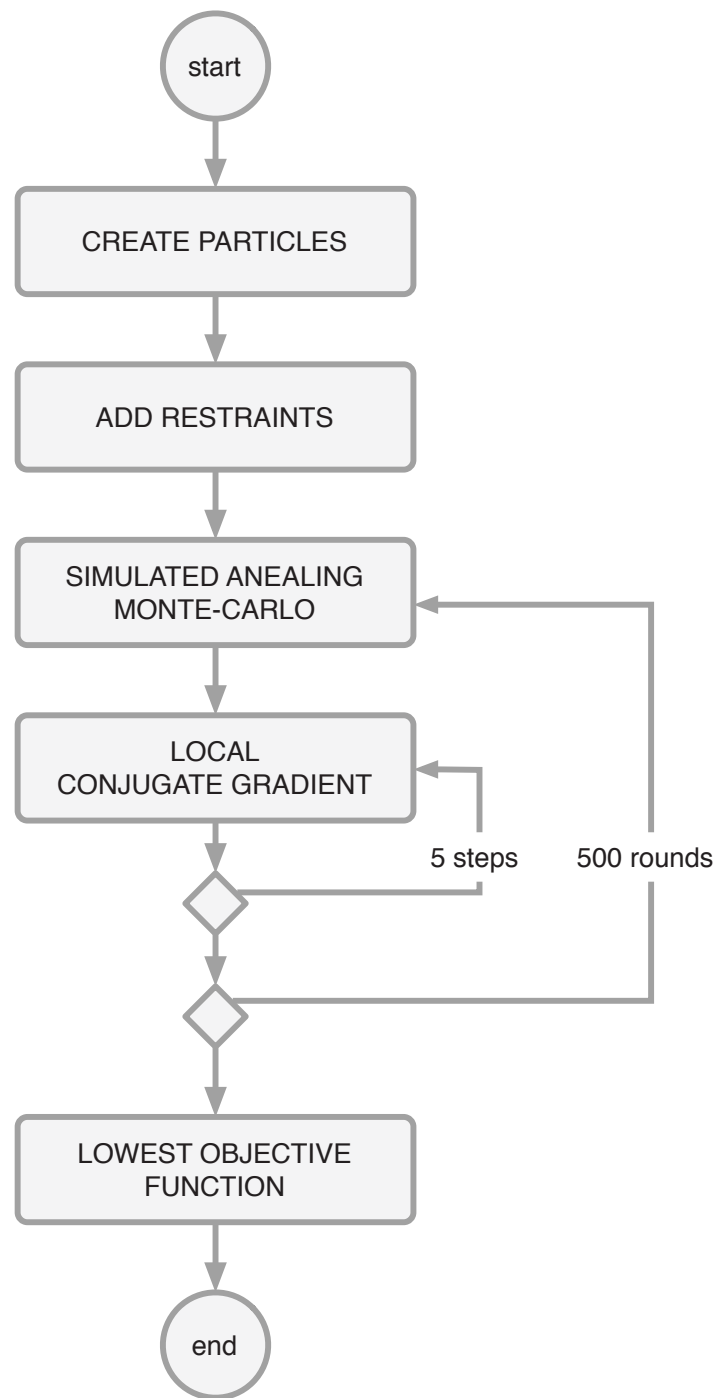 start
CREATE PARTICLES
ADD RESTRAINTS
SIMULATED ANEALING
MONTE-CARLO
LOCAL
CONJUGATE GRADIENT
5 steps
500 rounds
LOWEST OBJECTIVE
FUNCTION
end